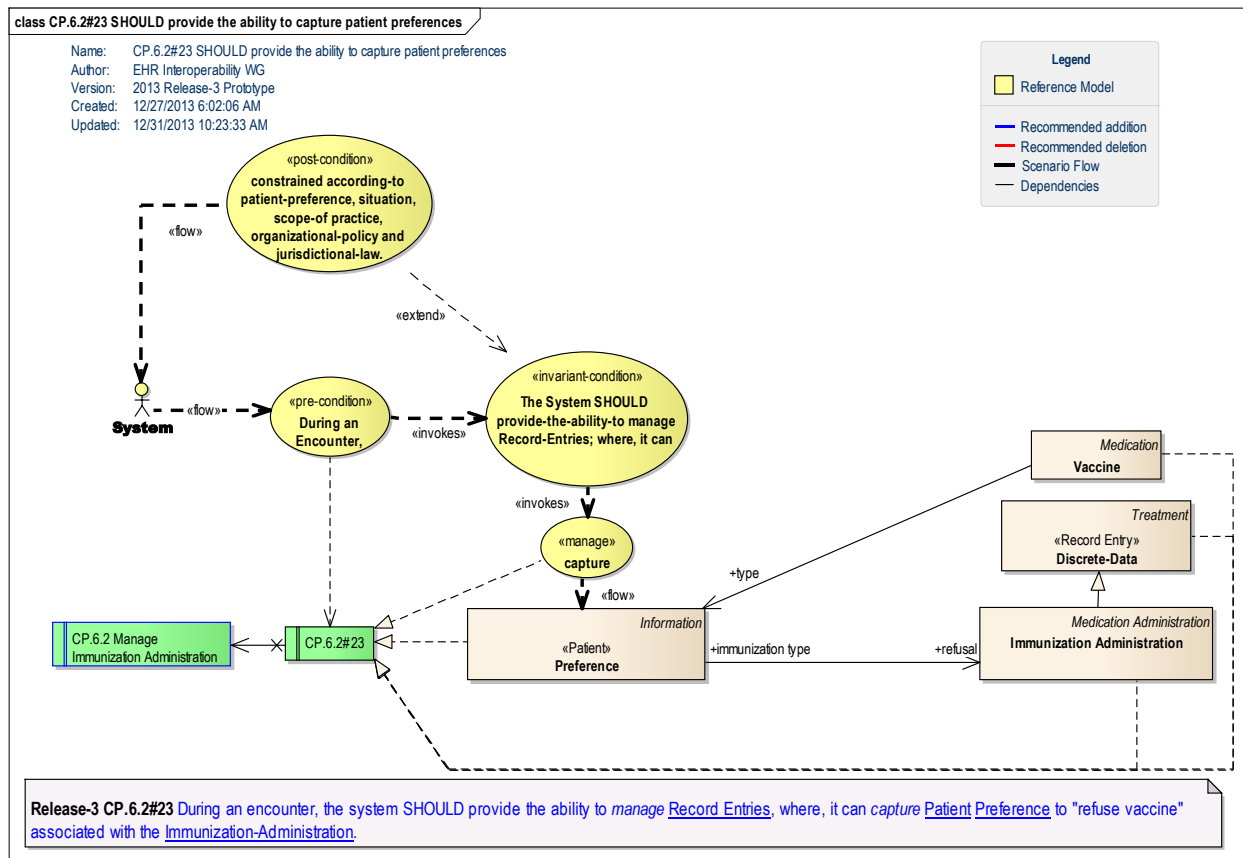 class CP.6.2#23 SHOULD provide the ability to capture patient preferences
Name: CP.6.2#23 SHOULD provide the ability to capture patient preferences
Author: EHR Interoperability WG
Version: 2013 Release-3 Prototype
Created: 12/27/2013 6:02:06 AM
Updated: 12/31/2013 10:23:33 AM
Legend
Reference Model
Recommended addition
Recommended deletion
Scenario Flow
Dependencies
«post-condition»
constrained according-to
patient-preference, situation,
scope-of practice,
organizational-policy and
jurisdictional-law.
«flow»
«extend»
«invariant-condition»
The System SHOULD
provide-the-ability-to manage
Record-Entries; where, it can
System
«flow»
«pre-condition»
During an
Encounter,
«invokes»
«invokes»
Medication
Vaccine
Treatment
«Record Entry»
Discrete-Data
«manage»
capture
+type
«flow»
CP.6.2 Manage
Immunization Administration
CP.6.2#23
Information
«Patient»
Preference
+immunization type
+refusal
Medication Administration
Immunization Administration
Release-3 CP.6.2#23 During an encounter, the system SHOULD provide the ability to manage Record Entries, where, it can capture Patient Preference to "refuse vaccine"
associated with the Immunization-Administration.